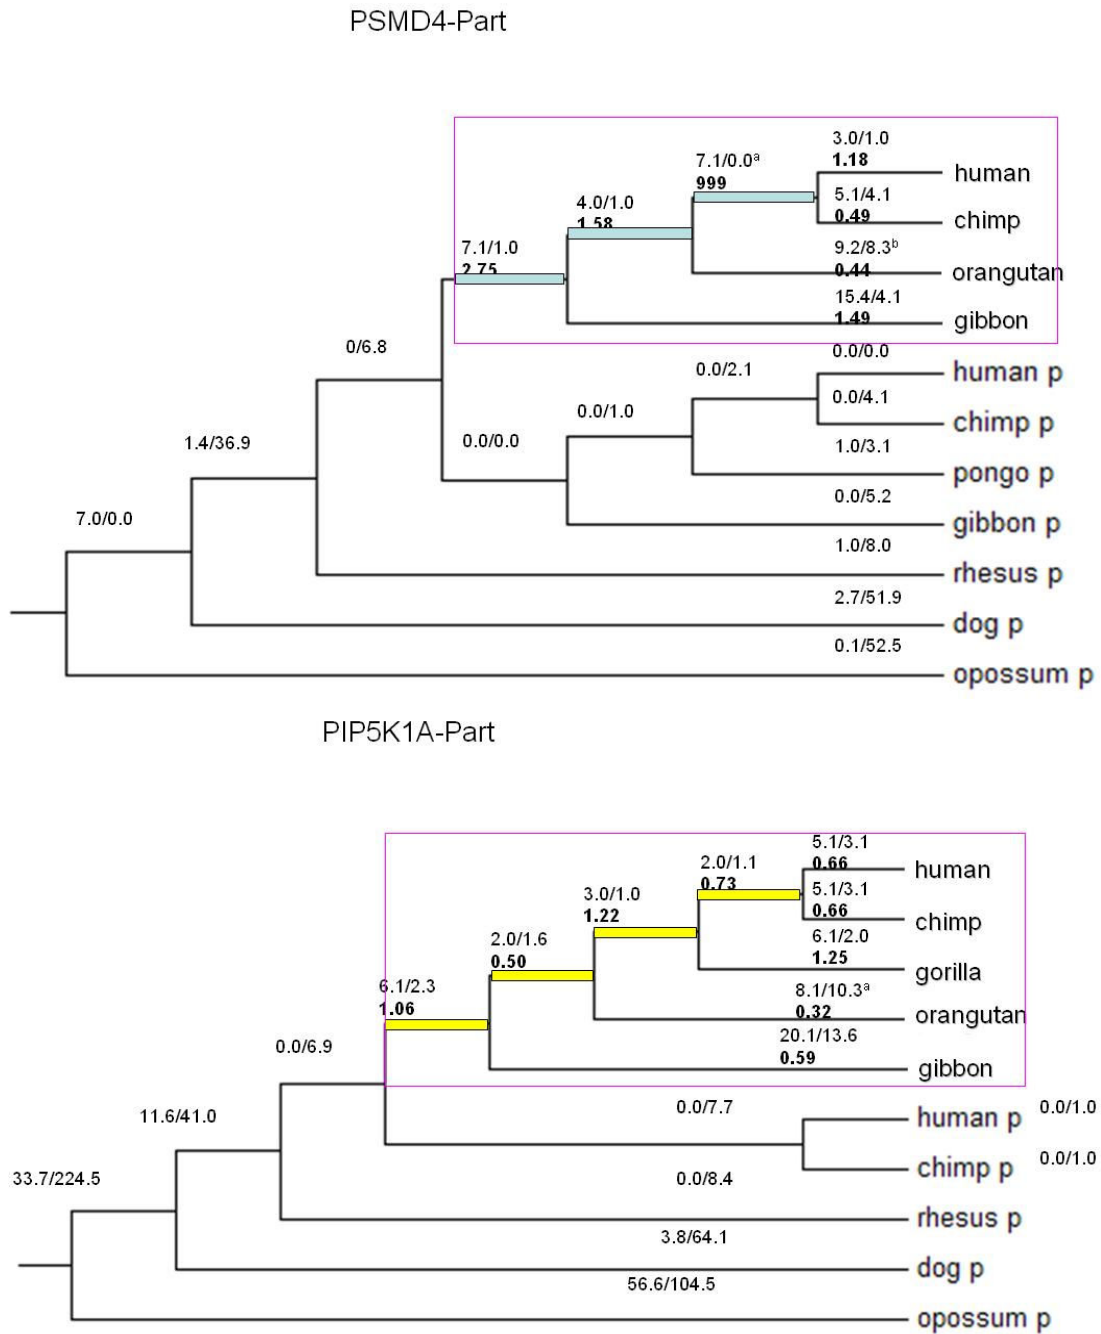 PSMD4-Part
3.0/1.0
1.18
human
7.1/0.0ᵃ
999
5.1/4.1
0.49
chimp
4.0/1.0
1.58
9.2/8.3ᵇ
0.44
orangutan
7.1/1.0
2.75
15.4/4.1
1.49
gibbon
0/6.8
0.0/0.0
human p
0.0/2.1
0.0/4.1
chimp p
0.0/1.0
0.0/0.0
1.0/3.1
pongo p
1.4/36.9
0.0/5.2
gibbon p
7.0/0.0
1.0/8.0
rhesus p
2.7/51.9
dog p
0.1/52.5
opossum p
PIP5K1A-Part
5.1/3.1
0.66
human
2.0/1.1
0.73
5.1/3.1
0.66
chimp
3.0/1.0
1.22
6.1/2.0
1.25
gorilla
2.0/1.6
0.50
8.1/10.3ᵃ
0.32
orangutan
6.1/2.3
1.06
20.1/13.6
0.59
gibbon
0.0/6.9
0.0/7.7
human p
0.0/1.0
11.6/41.0
chimp p
0.0/1.0
33.7/224.5
0.0/8.4
rhesus p
3.8/64.1
dog p
56.6/104.5
opossum p